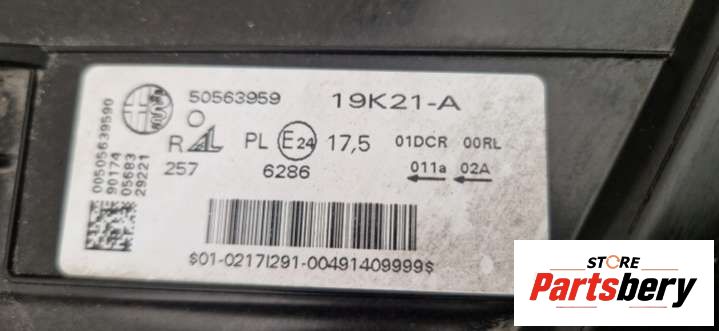 50563959 19K21-A
R AL PL E24 17,5 01DCR 00RL
257 6286 011a 02A
00505639590
90174
05683
29221
$01-0217I291-00491409999$
STORE
Partsbery